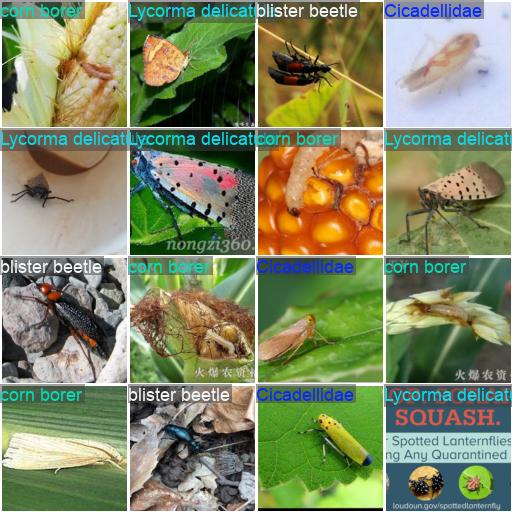 corn borer
Lycorma delicat
blister beetle
Cicadellidae
Lycorma delicat
Lycorma delicat
corn borer
Lycorma delicat
nongzi360.
blister beetle
corn borer
Cicadellidae
corn borer
火爆农资
火爆农资
corn borer
blister beetle
Cicadellidae
Lycorma delicat
SQUASH.
Spotted Lanternflies
ng Any Quarantined
loudoun.gov/spottedlanternfly